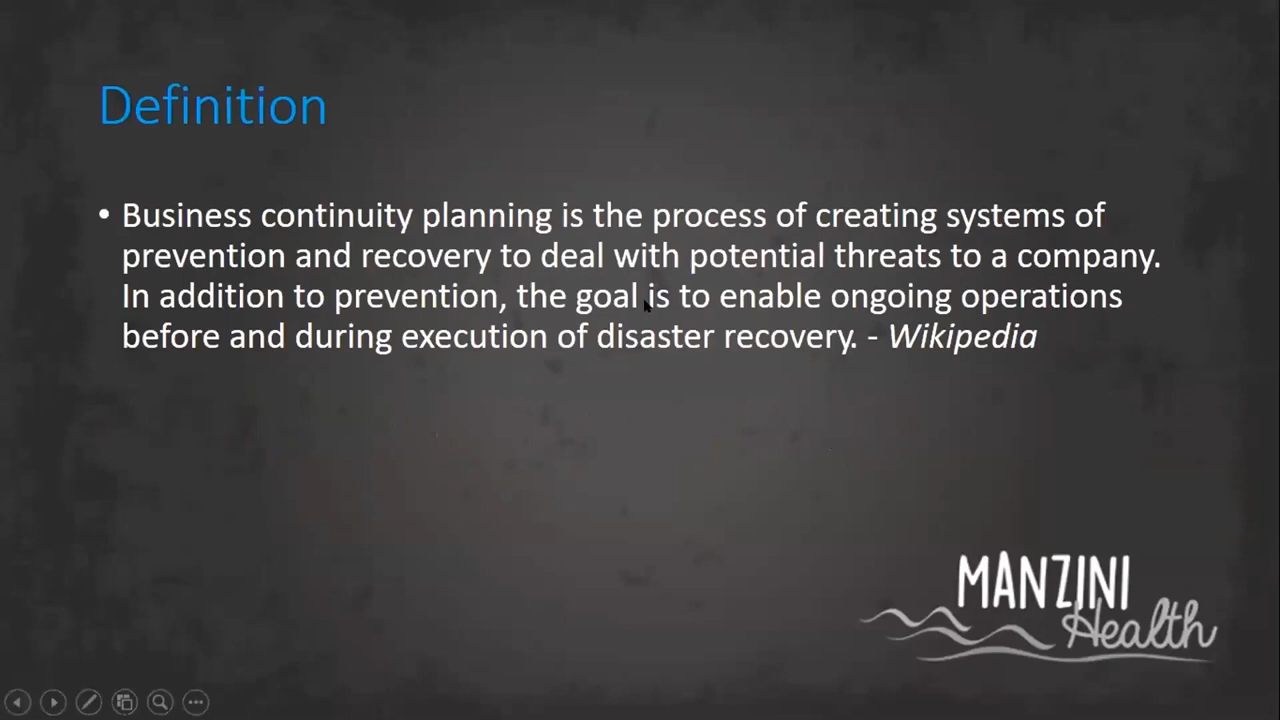 Definition
• Business continuity planning is the process of creating systems of
prevention and recovery to deal with potential threats to a company.
In addition to prevention, the goal is to enable ongoing operations
before and during execution of disaster recovery. - Wikipedia
MANZINI
Health